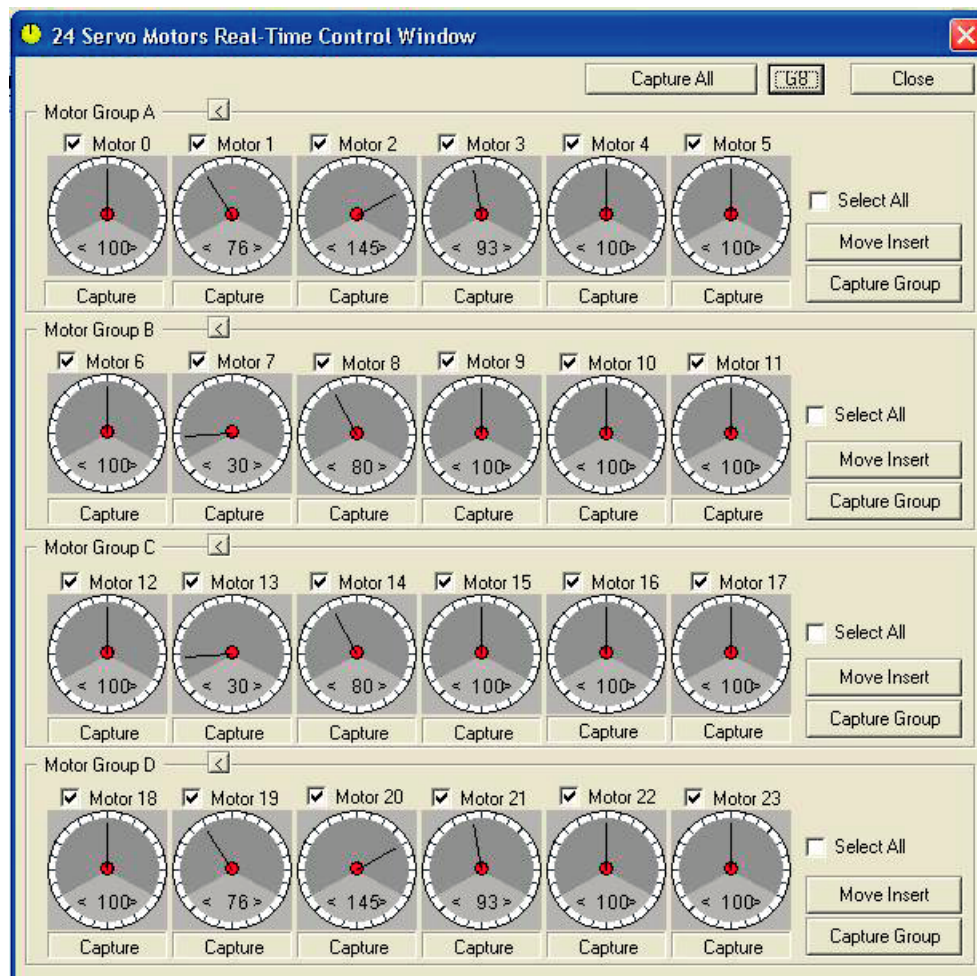 24 Servo Motors Real-Time Control Window
Capture All G8 Close
Motor Group A <
Motor 0 Motor 1 Motor 2 Motor 3 Motor 4 Motor 5
Select All
< 100> < 76 > < 145> < 93 > < 100> < 100>
Move Insert
Capture Capture Capture Capture Capture Capture
Capture Group
Motor Group B <
Motor 6 Motor 7 Motor 8 Motor 9 Motor 10 Motor 11
Select All
< 100> < 30 > < 80 > < 100> < 100> < 100>
Move Insert
Capture Capture Capture Capture Capture Capture
Capture Group
Motor Group C <
Motor 12 Motor 13 Motor 14 Motor 15 Motor 16 Motor 17
Select All
< 100> < 30 > < 80 > < 100> < 100> < 100>
Move Insert
Capture Capture Capture Capture Capture Capture
Capture Group
Motor Group D <
Motor 18 Motor 19 Motor 20 Motor 21 Motor 22 Motor 23
Select All
< 100> < 76 > < 145> < 93 > < 100> < 100>
Move Insert
Capture Capture Capture Capture Capture Capture
Capture Group